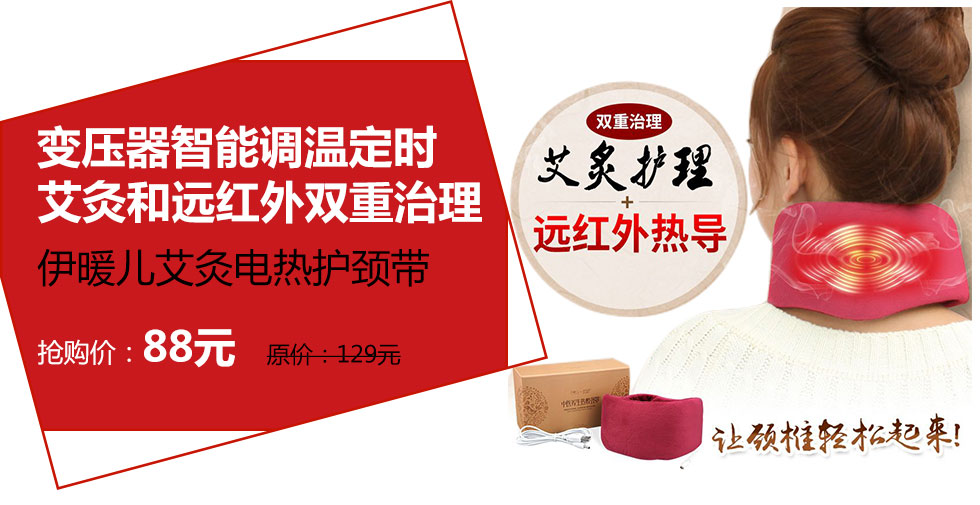 变压器智能调温定时
艾灸和远红外双重治理
伊暖儿艾灸电热护颈带
抢购价：88元 原价：129元
双重治理
艾灸护理
+
远红外热导
让颈椎轻松起来!